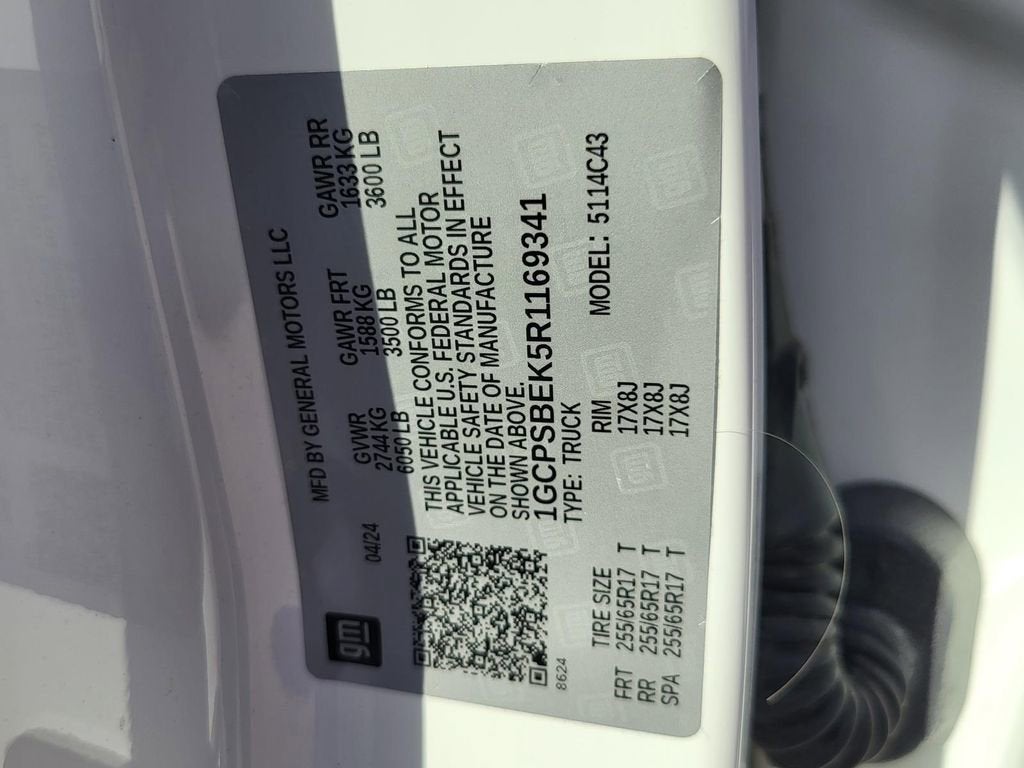 gm
04/24
MFD BY GENERAL MOTORS LLC
GVWR GAWR FRT GAWR RR
2744 KG 1588 KG 1633 KG
6050 LB 3500 LB 3600 LB
THIS VEHICLE CONFORMS TO ALL
APPLICABLE U.S. FEDERAL MOTOR
VEHICLE SAFETY STANDARDS IN EFFECT
ON THE DATE OF MANUFACTURE
SHOWN ABOVE.
1GCPSBEK5R1169341
TYPE: TRUCK
8624
TIRE SIZE RIM MODEL: 5114C43
FRT 255/65R17 T 17X8J
RR 255/65R17 T 17X8J
SPA 255/65R17 T 17X8J